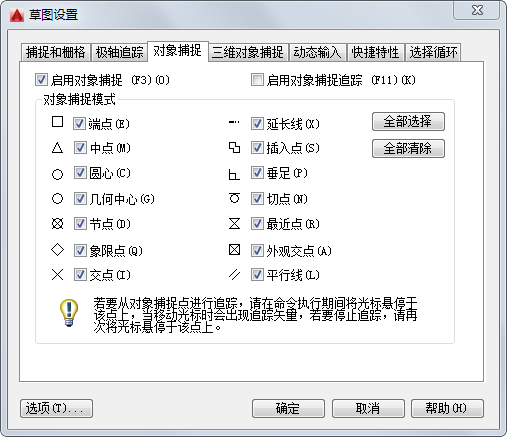 草图设置
捕捉和栅格 极轴追踪 对象捕捉 三维对象捕捉 动态输入 快捷特性 选择循环
启用对象捕捉 (F3)(O) 启用对象捕捉追踪 (F11)(K)
对象捕捉模式
端点(E) 延长线(X) 全部选择
中点(M) 插入点(S) 全部清除
圆心(C) 垂足(P)
几何中心(G) 切点(N)
节点(D) 最近点(R)
象限点(Q) 外观交点(A)
交点(I) 平行线(L)
若要从对象捕捉点进行追踪，请在命令执行期间将光标悬停于
该点上，当移动光标时会出现追踪矢量，若要停止追踪，请再
次将光标悬停于该点上。
选项(T)... 确定 取消 帮助(H)